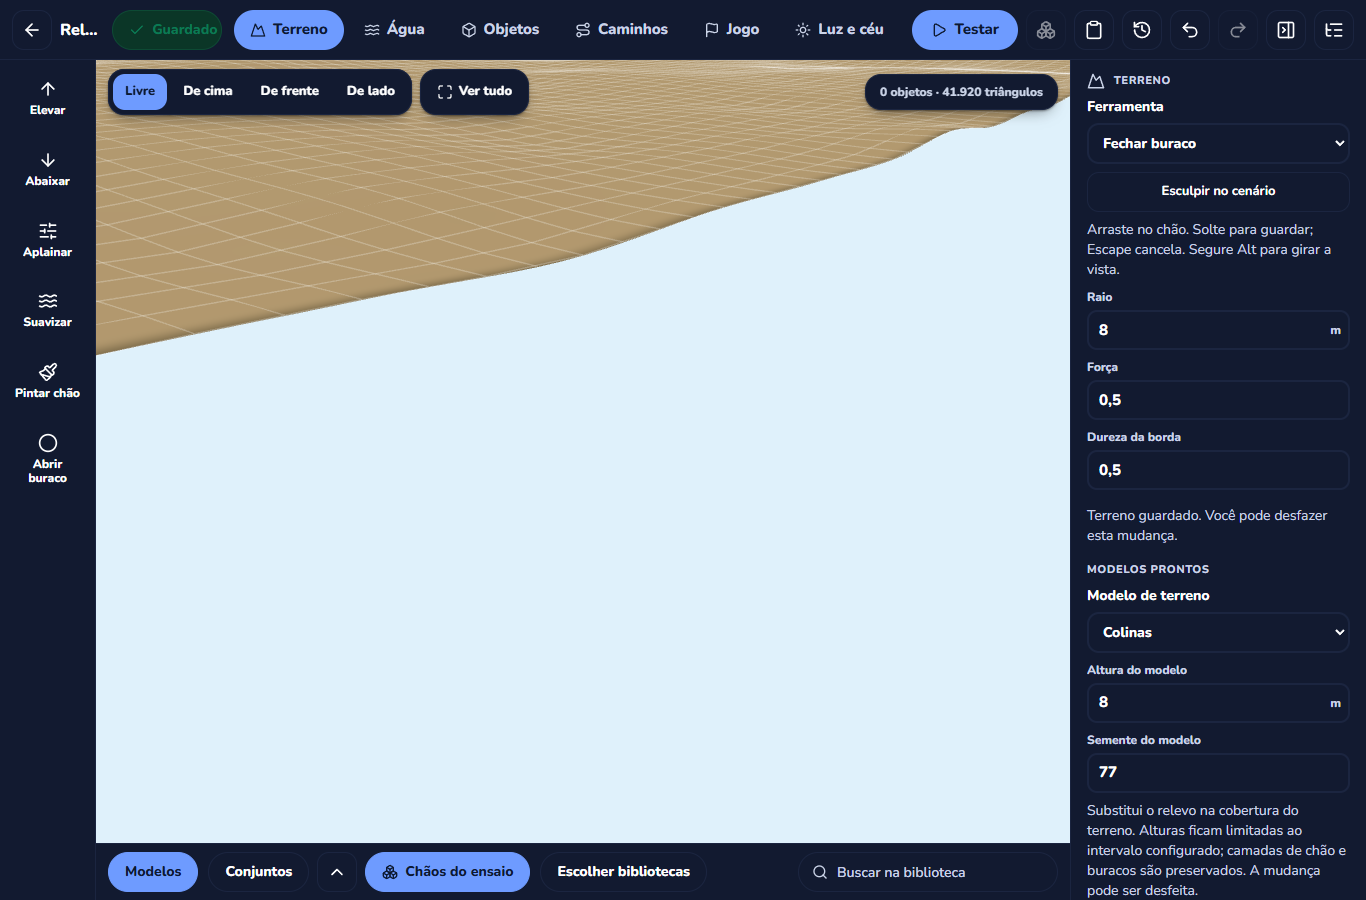 Rel...
Guardado
Terreno
Água
Objetos
Caminhos
Jogo
Luz e céu
Testar
Elevar
Abaixar
Aplainar
Suavizar
Pintar chão
Abrir
buraco
Livre
De cima
De frente
De lado
Ver tudo
0 objetos · 41.920 triângulos
TERRENO
Ferramenta
Fechar buraco
Esculpir no cenário
Arraste no chão. Solte para guardar;
Escape cancela. Segure Alt para girar a
vista.
Raio
8 m
Força
0,5
Dureza da borda
0,5
Terreno guardado. Você pode desfazer
esta mudança.
MODELOS PRONTOS
Modelo de terreno
Colinas
Altura do modelo
8 m
Semente do modelo
77
Substitui o relevo na cobertura do
terreno. Alturas ficam limitadas ao
intervalo configurado; camadas de chão e
buracos são preservados. A mudança
pode ser desfeita.
Modelos
Conjuntos
Chãos do ensaio
Escolher bibliotecas
Buscar na biblioteca